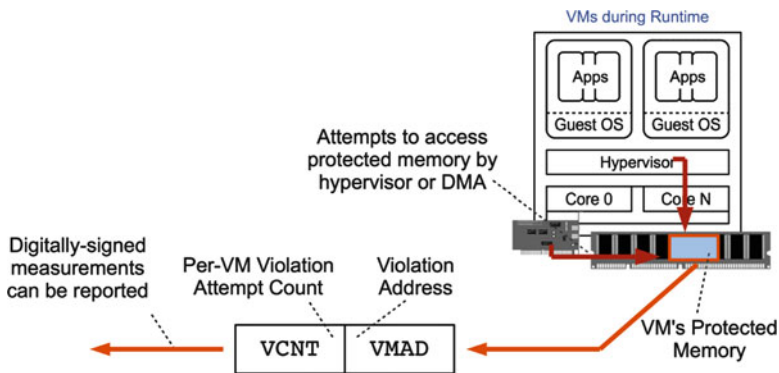 VMs during Runtime
Apps
Apps
Guest OS
Guest OS
Attempts to access
protected memory by
hypervisor or DMA
Hypervisor
Core 0
Core N
Digitally-signed
measurements
can be reported
Per-VM Violation
Attempt Count
Violation
Address
VM's Protected
Memory
VCNT
VMAD